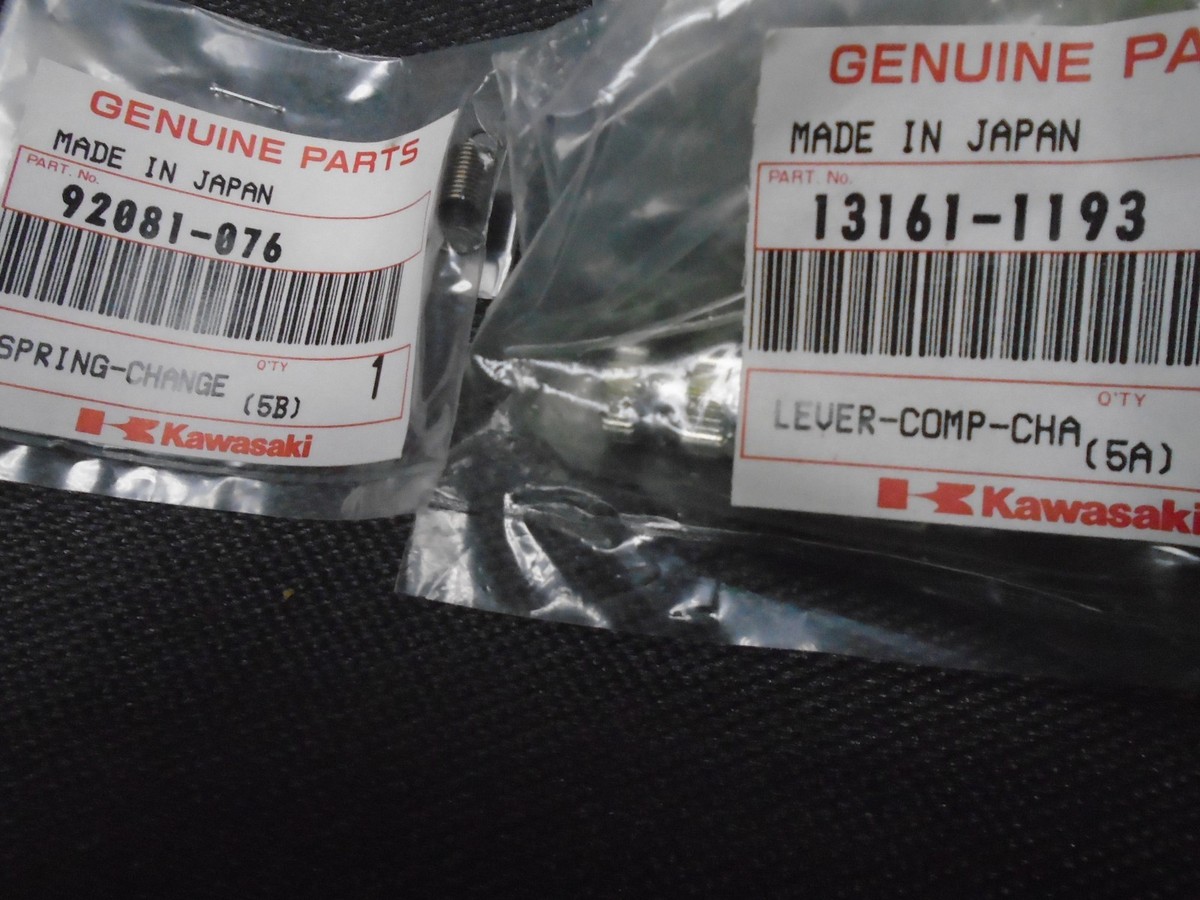 GENUINE PARTS
MADE IN JAPAN
PART. No.
92081-076
SPRING-CHANGE
Q'TY
1
(5B)
Kawasaki
GENUINE PA
MADE IN JAPAN
PART. No.
13161-1193
Q'TY
LEVER-COMP-CHA
(5A)
Kawasaki